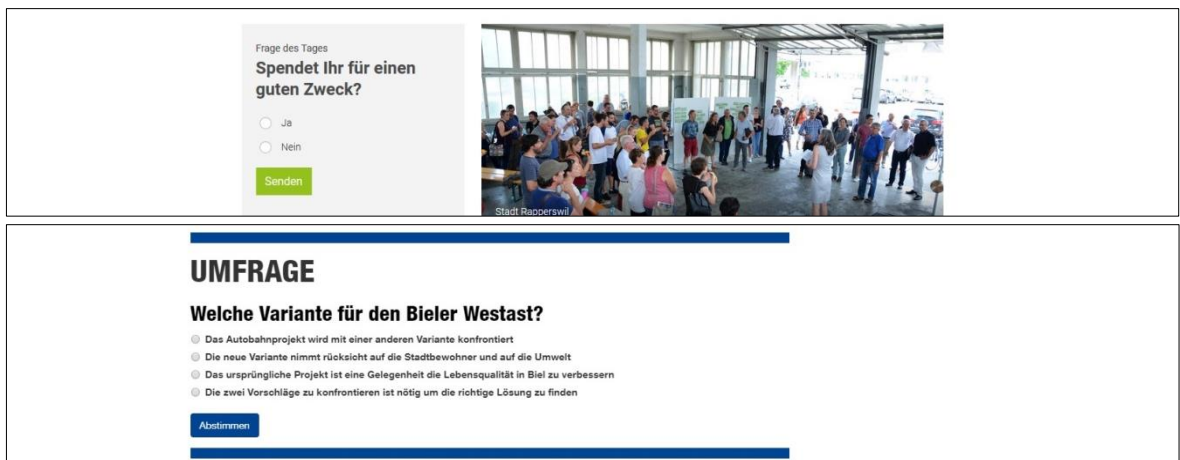 Frage des Tages
Spendet Ihr für einen
guten Zweck?
Ja
Nein
Senden
Stadt Rapperswil
UMFRAGE
Welche Variante für den Bieler Westast?
Das Autobahnprojekt wird mit einer anderen Variante konfrontiert
Die neue Variante nimmt rücksicht auf die Stadtbewohner und auf die Umwelt
Das ursprüngliche Projekt ist eine Gelegenheit die Lebensqualität in Biel zu verbessern
Die zwei Vorschläge zu konfrontieren ist nötig um die richtige Lösung zu finden
Abstimmen